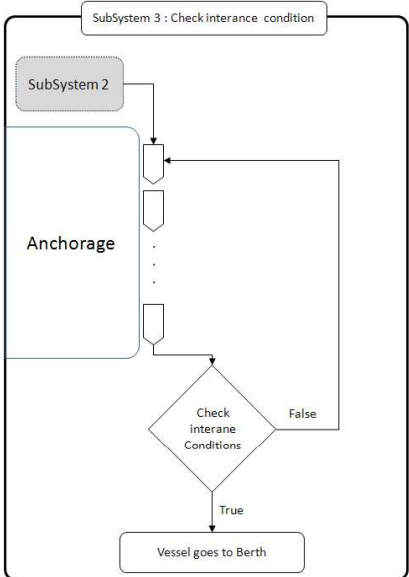 SubSystem 3 : Check interance condition
SubSystem 2
Anchorage
Check
interane
Conditions
False
True
Vessel goes to Berth